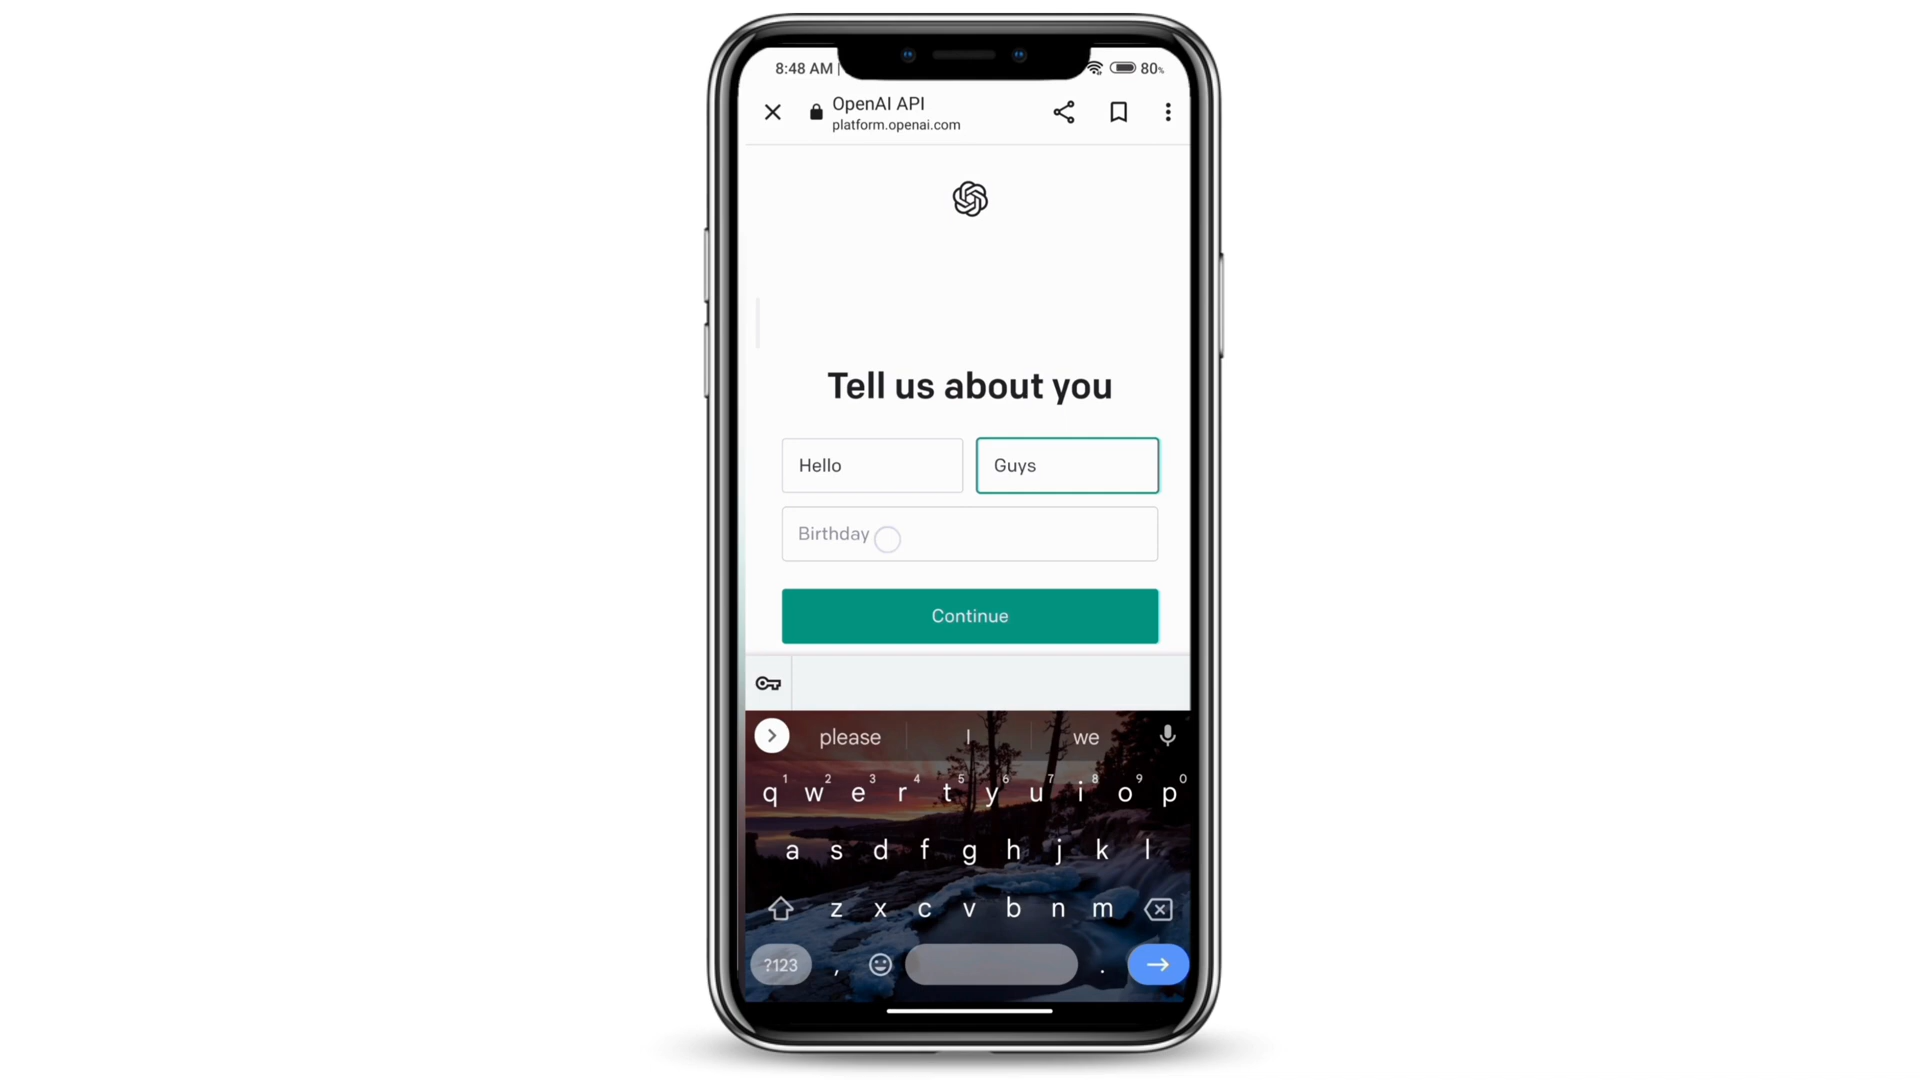 8:48 AM
80%
OpenAI API
platform.openai.com
Tell us about you
Hello Guys
Birthday
Continue
please I we
1 2 3 4 5 6 7 8 9 0
q w e r t y u i o p
a s d f g h j k l
z x c v b n m
?123 , .